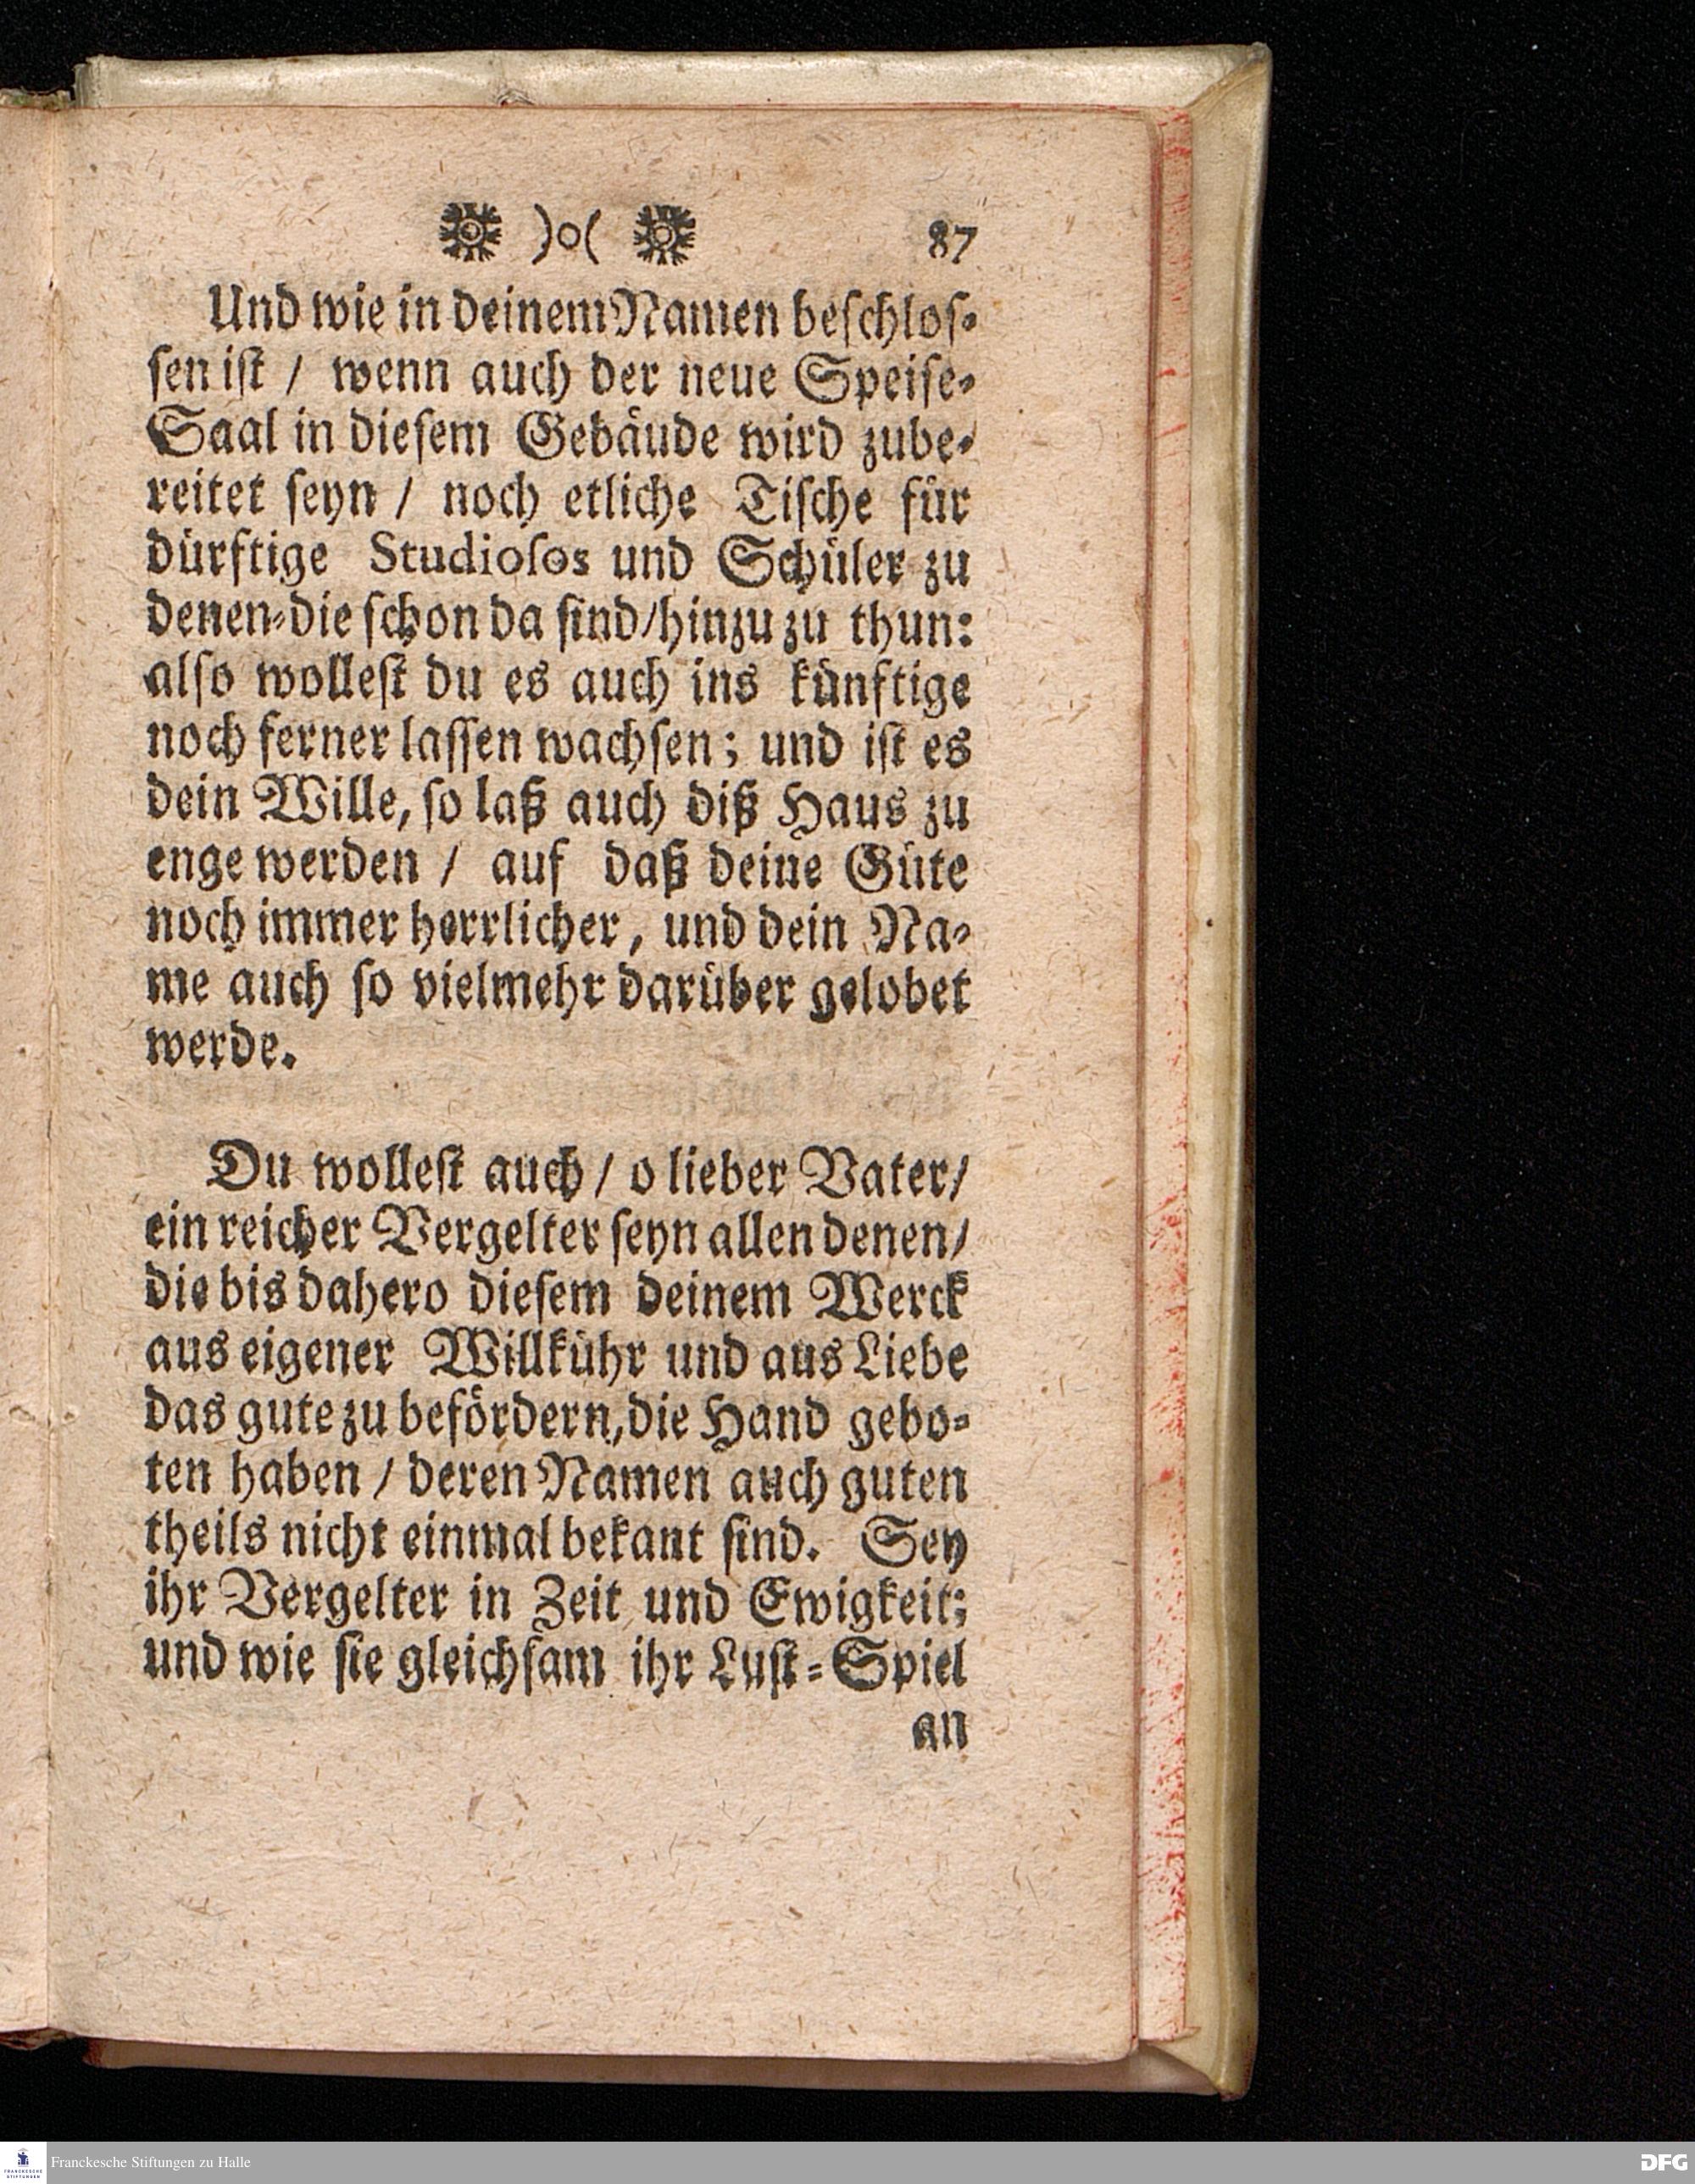 )o( 87
Und wie in deinem Namen beschlos-
sen ist / wenn auch der neue Speise-
Saal in diesem Gebäude wird zube-
reitet seyn / noch etliche Tische für
dürftige Studiosos und Schüler zu
denen-die schon da sind/hinzu zu thun:
also wollest du es auch ins künftige
noch ferner lassen wachsen; und ist es
dein Wille, so laß auch diß Haus zu
enge werden / auf daß deine Güte
noch immer herrlicher, und dein Na-
me auch so vielmehr darüber gelobet
werde.
Du wollest auch / o lieber Vater/
ein reicher Vergelter seyn allen denen/
die bis dahero diesem deinem Werck
aus eigener Willkühr und aus Liebe
das gute zu befördern, die Hand gebo-
ten haben / deren Namen auch guten
theils nicht einmal bekant sind. Sey
ihr Vergelter in Zeit und Ewigkeit;
und wie sie gleichsam ihr Lust-Spiel
an
FRANCKESCHE
STIFTUNGEN
Franckesche Stiftungen zu Halle
DFG